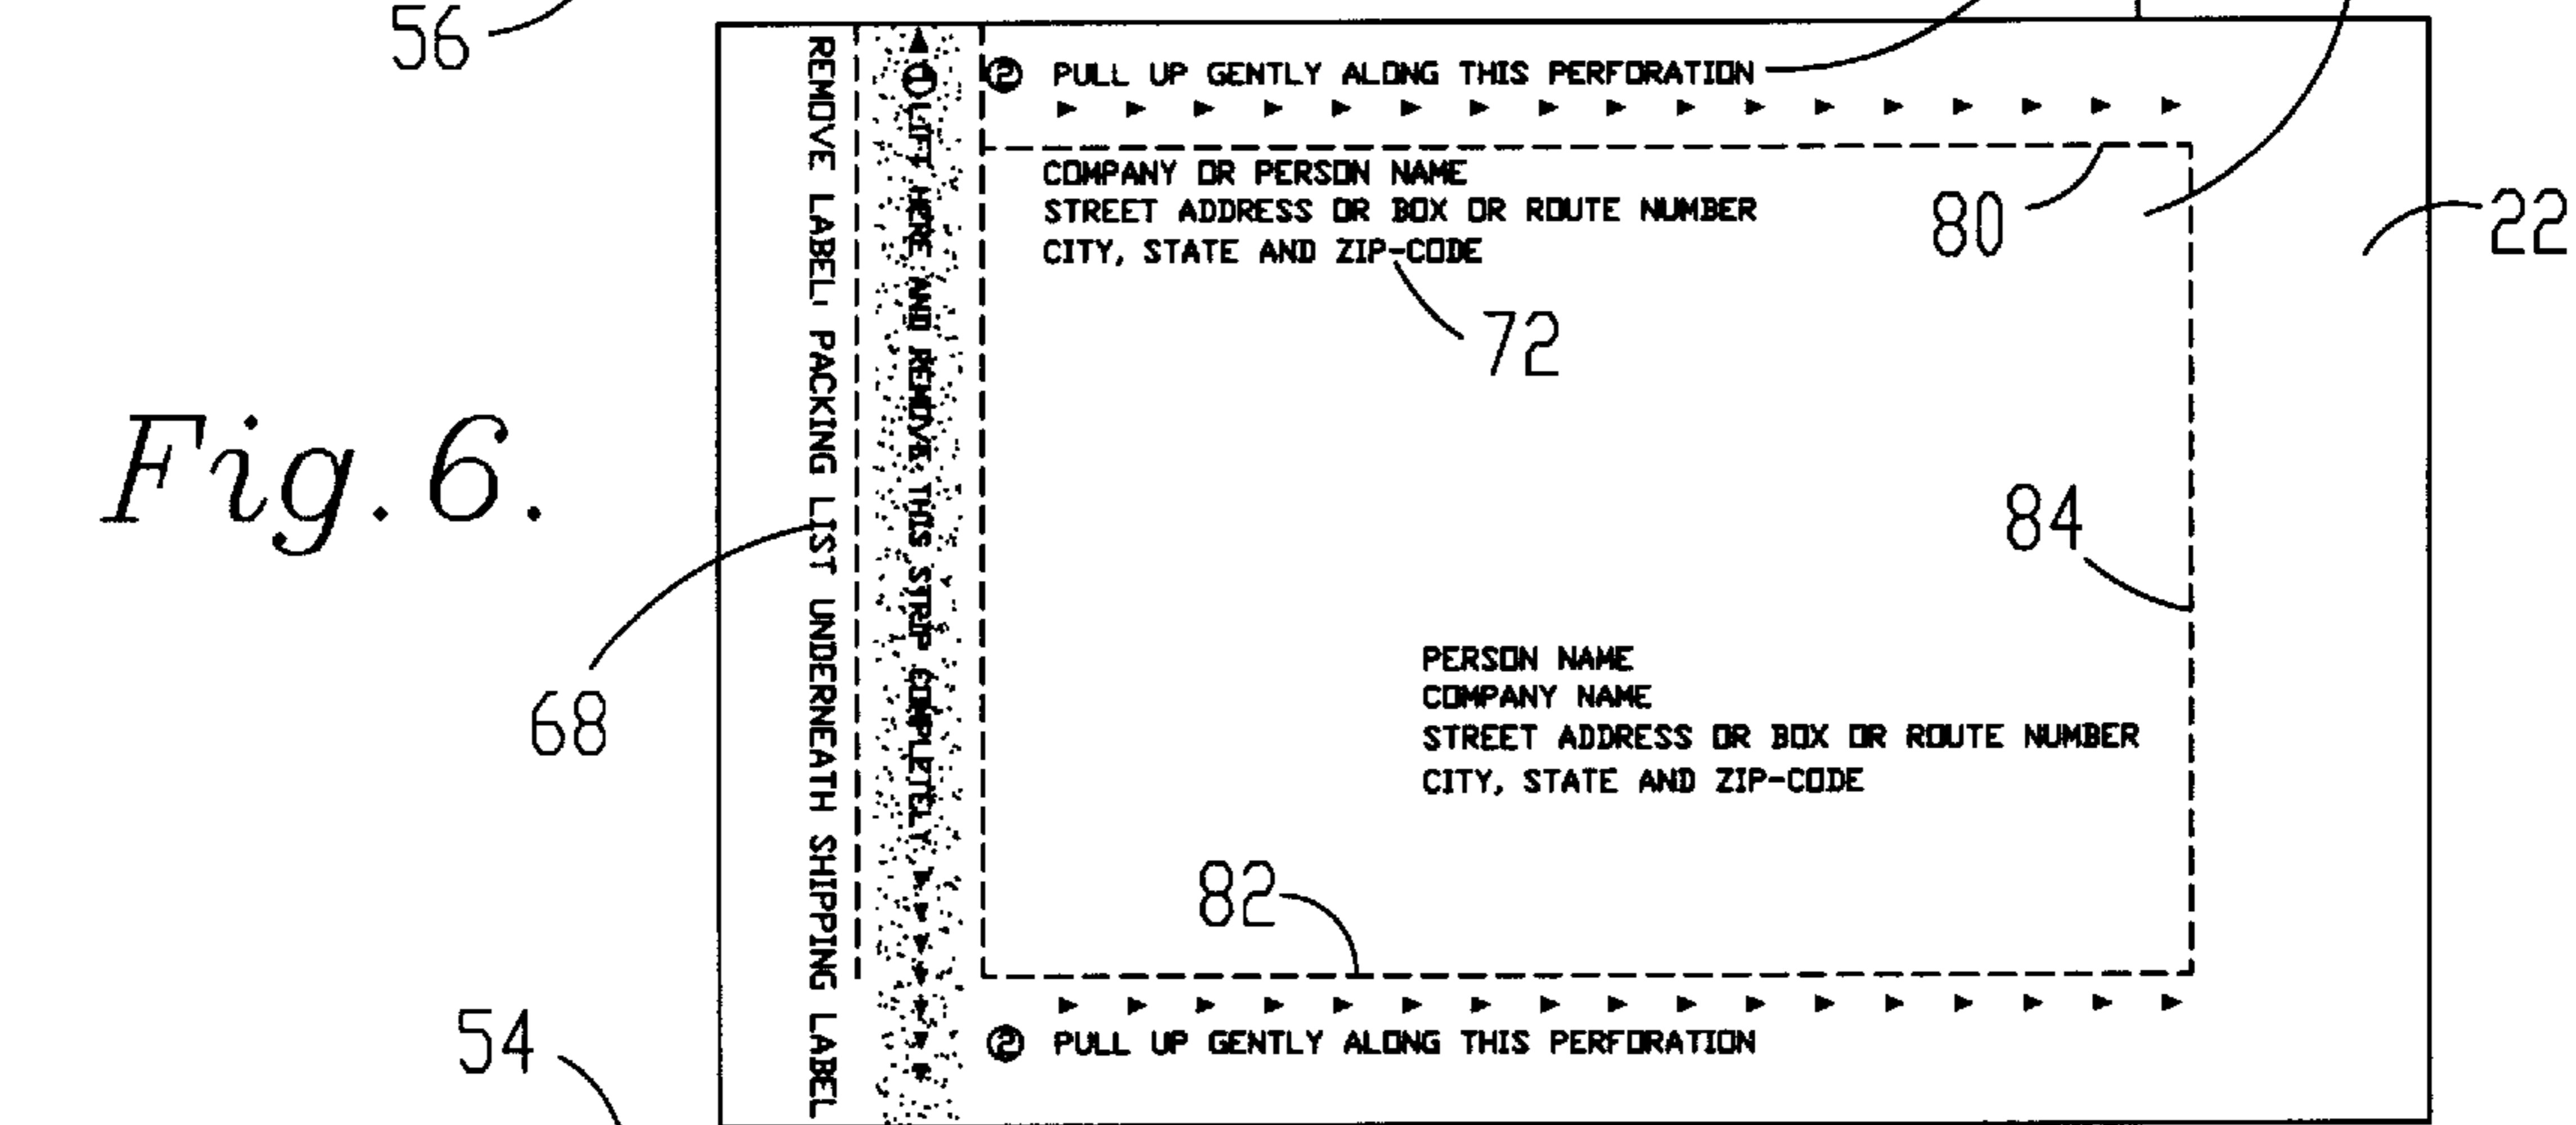 56
② PULL UP GENTLY ALONG THIS PERFORATION
COMPANY OR PERSON NAME
STREET ADDRESS OR BOX OR ROUTE NUMBER
CITY, STATE AND ZIP-CODE
80
22
72
Fig. 6.
REMOVE LABEL, PACKING LIST UNDERNEATH SHIPPING LABEL
① LIFT HERE AND REMOVE THIS STRIP COMPLETELY
84
68
PERSON NAME
COMPANY NAME
STREET ADDRESS OR BOX OR ROUTE NUMBER
CITY, STATE AND ZIP-CODE
82
54
② PULL UP GENTLY ALONG THIS PERFORATION